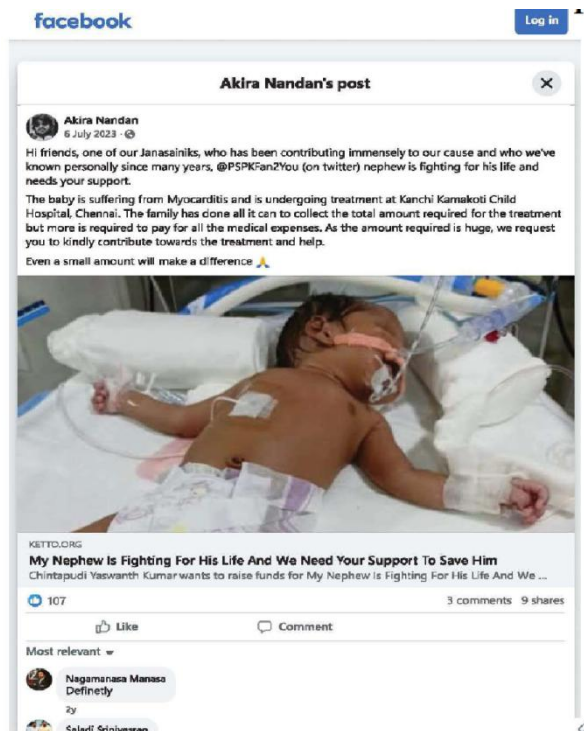 facebook
Log in
Akira Nandan's post
Akira Nandan
6 July 2023
Hi friends, one of our Janasainiks, who has been contributing immensely to our cause and who we've
known personally since many years, @PSPKFan2You (on twitter) nephew is fighting for his life and
needs your support.
The baby is suffering from Myocarditis and is undergoing treatment at Kanchi Kamakoti Child
Hospital, Chennai. The family has done all it can to collect the total amount required for the treatment
but more is required to pay for all the medical expenses. As the amount required is huge, we request
you to kindly contribute towards the treatment and help.
Even a small amount will make a difference 🙏
KETTO.ORG
My Nephew Is Fighting For His Life And We Need Your Support To Save Him
Chintapudi Yaswanth Kumar wants to raise funds for My Nephew Is Fighting For His Life And We ...
107
3 comments 9 shares
Like
Comment
Most relevant
Nagamanasa Manasa
Definetly
2y
Saladi Srinivasrao